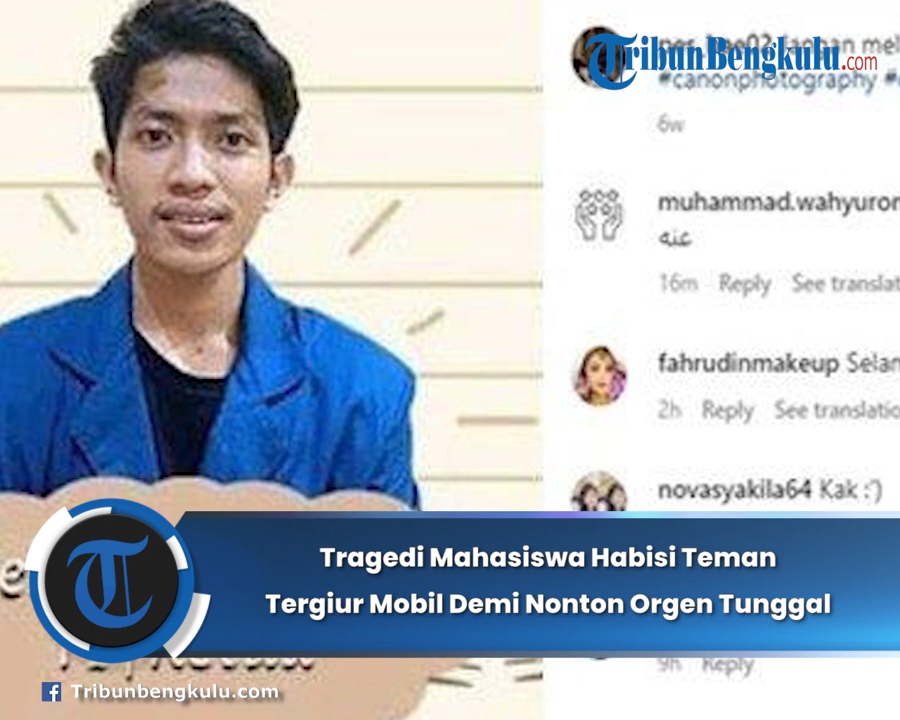 TribunBengkulu.com
#canonphotography
6w
muhammad.wahyuror
عنه
16m Reply See translat
fahrudinmakeup Selan
2h Reply See translatio
novasyakila64 Kak :')
Tragedi Mahasiswa Habisi Teman
Tergiur Mobil Demi Nonton Orgen Tunggal
9h Reply
Tribunbengkulu.com